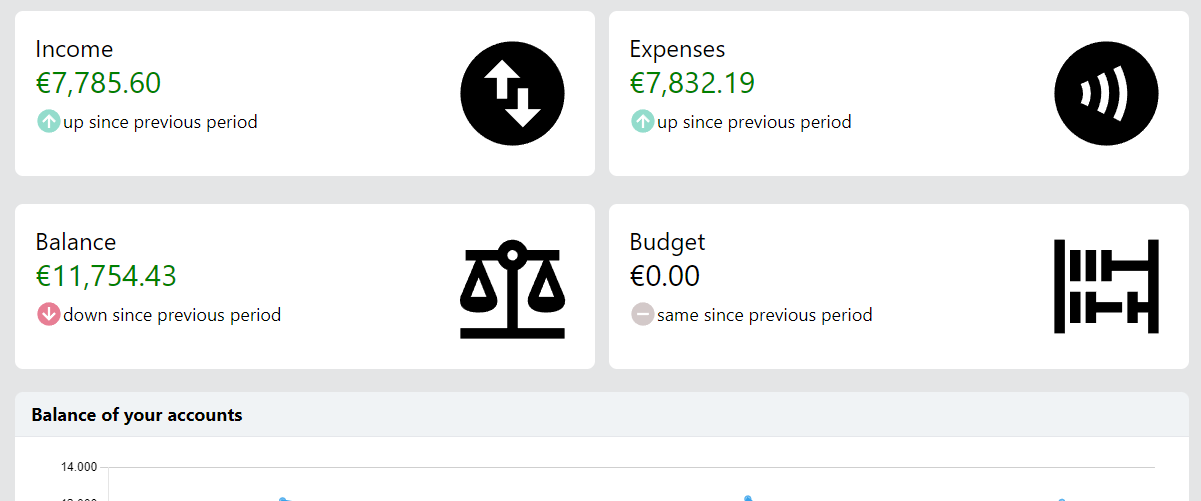 Income
€7,785.60
up since previous period
Expenses
€7,832.19
up since previous period
Balance
€11,754.43
down since previous period
Budget
€0.00
same since previous period
Balance of your accounts
14.000